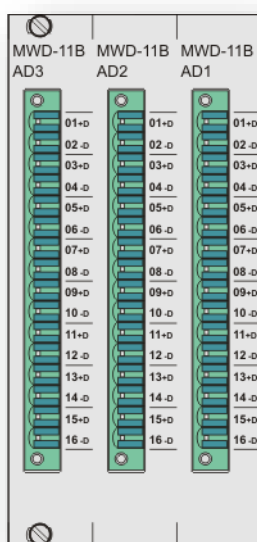 MWD-11B MWD-11B MWD-11B
AD3 AD2 AD1
01+D 01+D 01+D
02 -D 02 -D 02 -D
03+D 03+D 03+D
04 -D 04 -D 04 -D
05+D 05+D 05+D
06 -D 06 -D 06 -D
07+D 07+D 07+D
08 -D 08 -D 08 -D
09+D 09+D 09+D
10 -D 10 -D 10 -D
11+D 11+D 11+D
12 -D 12 -D 12 -D
13+D 13+D 13+D
14 -D 14 -D 14 -D
15+D 15+D 15+D
16 -D 16 -D 16 -D